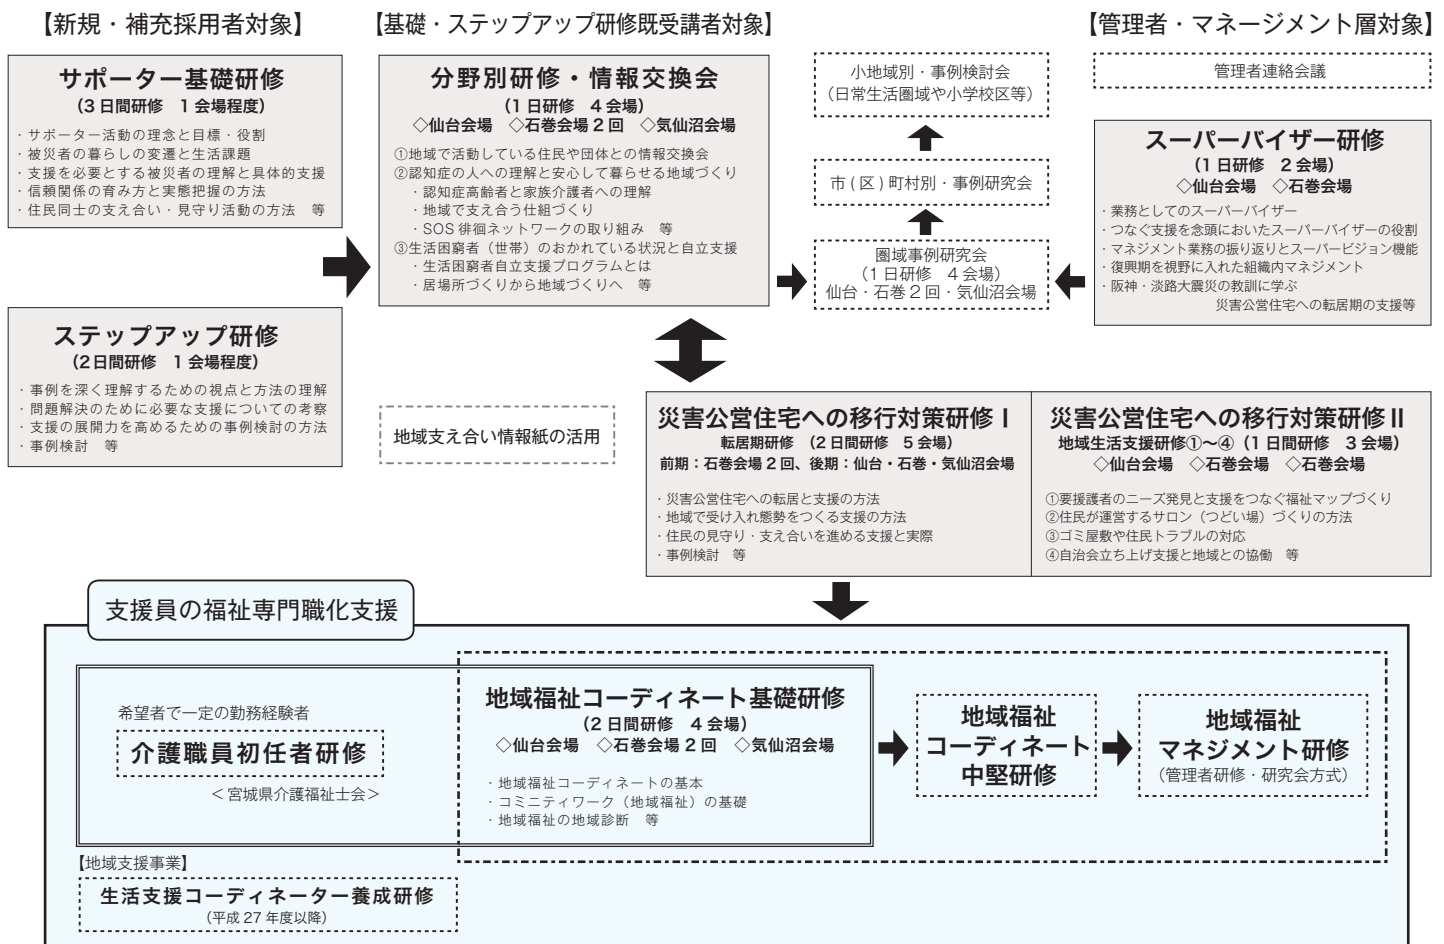 【新規・補充採用者対象】
サポーター基礎研修
(3日間研修　1会場程度)
・サポーター活動の理念と目標・役割
・被災者の暮らしの変遷と生活課題
・支援を必要とする被災者の理解と具体的支援
・信頼関係の育み方と実態把握の方法
・住民同士の支え合い・見守り活動の方法　等
ステップアップ研修
(2日間研修　1会場程度)
・事例を深く理解するための視点と方法の理解
・問題解決のために必要な支援についての考察
・支援の展開力を高めるための事例検討の方法
・事例検討　等
【基礎・ステップアップ研修既受講者対象】
分野別研修・情報交換会
(1日研修　4会場)
◇仙台会場　◇石巻会場2回　◇気仙沼会場
①地域で活動している住民や団体との情報交換会
②認知症の人への理解と安心して暮らせる地域づくり
・認知症高齢者と家族介護者への理解
・地域で支え合う仕組づくり
・SOS徘徊ネットワークの取り組み　等
③生活困窮者（世帯）のおかれている状況と自立支援
・生活困窮者自立支援プログラムとは
・居場所づくりから地域づくりへ　等
小地域別・事例検討会
（日常生活圏域や小学校区等）
市(区)町村別・事例研究会
圏域事例研究会
（1日研修　4会場）
仙台・石巻2回・気仙沼会場
【管理者・マネージメント層対象】
管理者連絡会議
スーパーバイザー研修
(1日研修　2会場)
◇仙台会場　◇石巻会場
・業務としてのスーパーバイザー
・つなぐ支援を念頭においたスーパーバイザーの役割
・マネジメント業務の振り返りとスーパービジョン機能
・復興期を視野に入れた組織内マネジメント
・阪神・淡路大震災の教訓に学ぶ
災害公営住宅への転居期の支援等
地域支え合い情報紙の活用
災害公営住宅への移行対策研修Ⅰ
転居期研修　(2日間研修　5会場)
前期：石巻会場2回、後期：仙台・石巻・気仙沼会場
・災害公営住宅への転居と支援の方法
・地域で受け入れ態勢をつくる支援の方法
・住民の見守り・支え合いを進める支援と実際
・事例検討　等
災害公営住宅への移行対策研修Ⅱ
地域生活支援研修①～④（1日間研修　3会場）
◇仙台会場　◇石巻会場　◇石巻会場
①要援護者のニーズ発見と支援をつなぐ福祉マップづくり
②住民が運営するサロン（つどい場）づくりの方法
③ゴミ屋敷や住民トラブルの対応
④自治会立ち上げ支援と地域との協働　等
支援員の福祉専門職化支援
希望者で一定の勤務経験者
介護職員初任者研修
＜宮城県介護福祉士会＞
地域福祉コーディネート基礎研修
(2日間研修　4会場)
◇仙台会場　◇石巻会場2回　◇気仙沼会場
・地域福祉コーディネートの基本
・コミニティワーク（地域福祉）の基礎
・地域福祉の地域診断　等
地域福祉
コーディネート
中堅研修
地域福祉
マネジメント研修
（管理者研修・研究会方式）
【地域支援事業】
生活支援コーディネーター養成研修
（平成27年度以降）